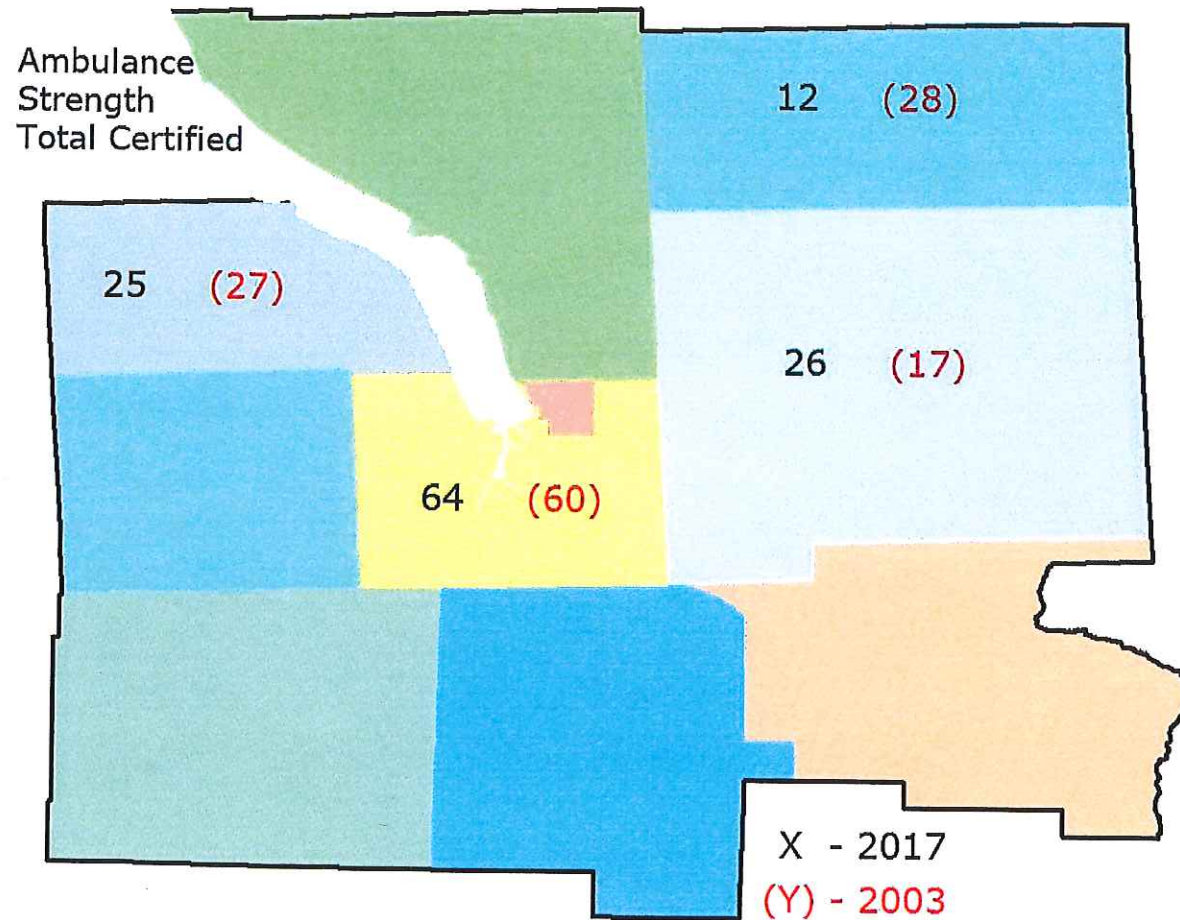 Ambulance
Strength
Total Certified
12 (28)
25 (27)
26 (17)
64 (60)
X - 2017
(Y) - 2003